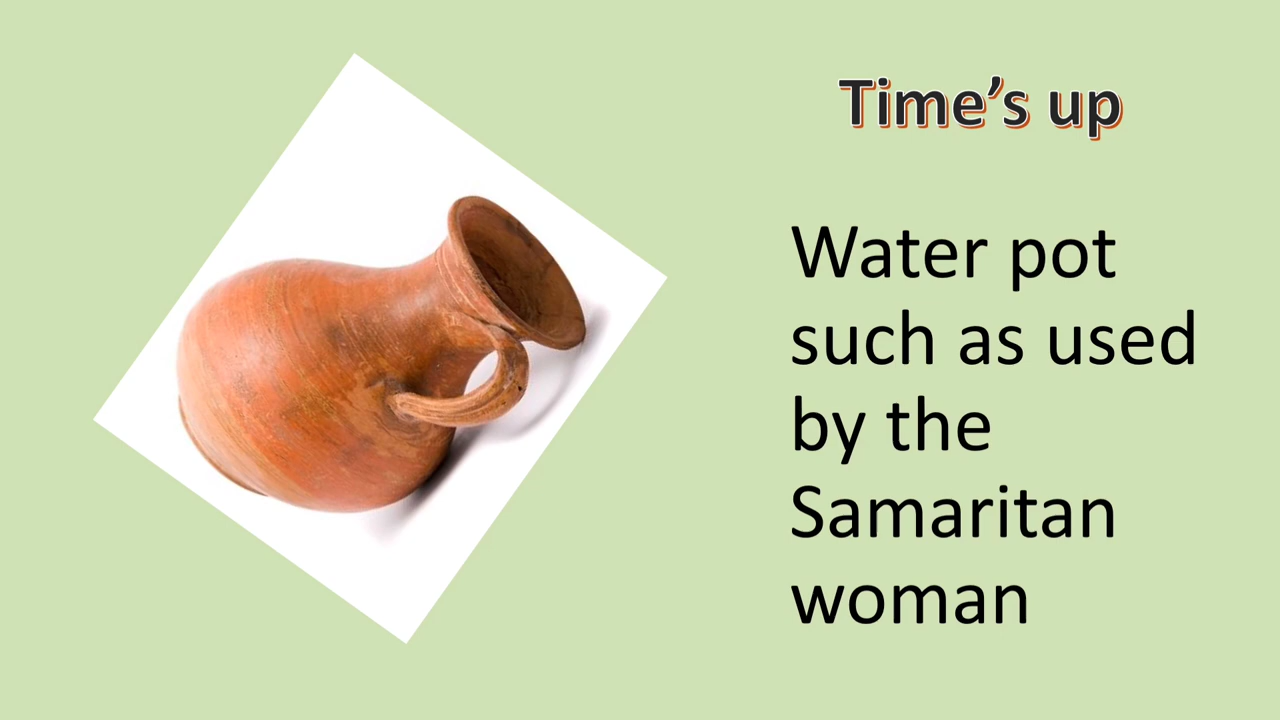 Time’s up
Water pot
such as used
by the
Samaritan
woman